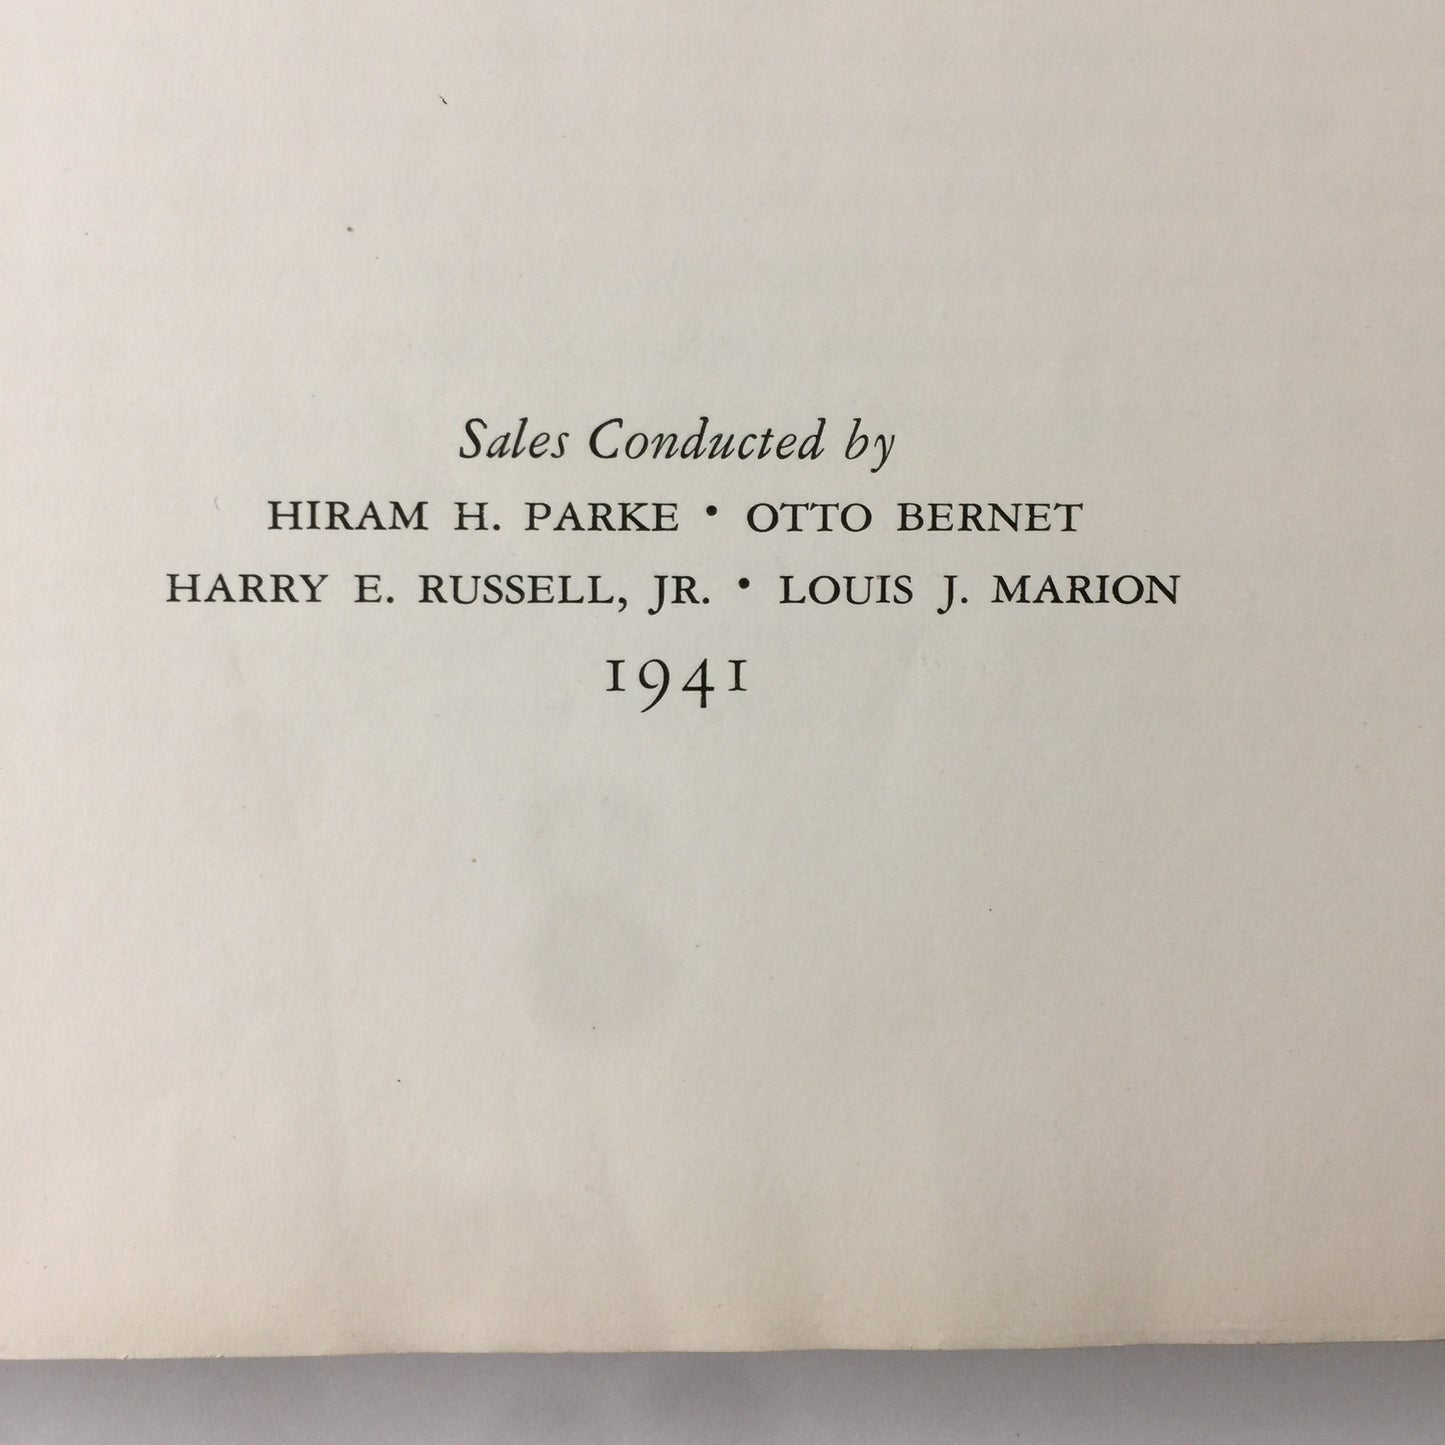 Sales Conducted by
HIRAM H. PARKE • OTTO BERNET
HARRY E. RUSSELL, JR. • LOUIS J. MARION
1941